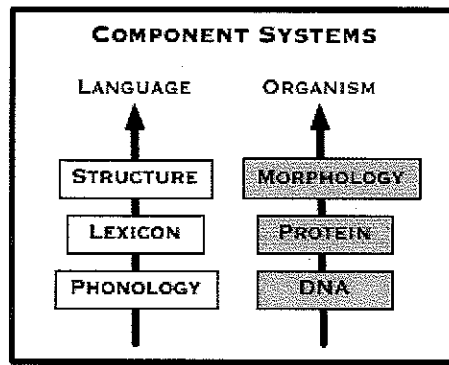 COMPONENT SYSTEMS
LANGUAGE ORGANISM
STRUCTURE MORPHOLOGY
LEXICON PROTEIN
PHONOLOGY DNA